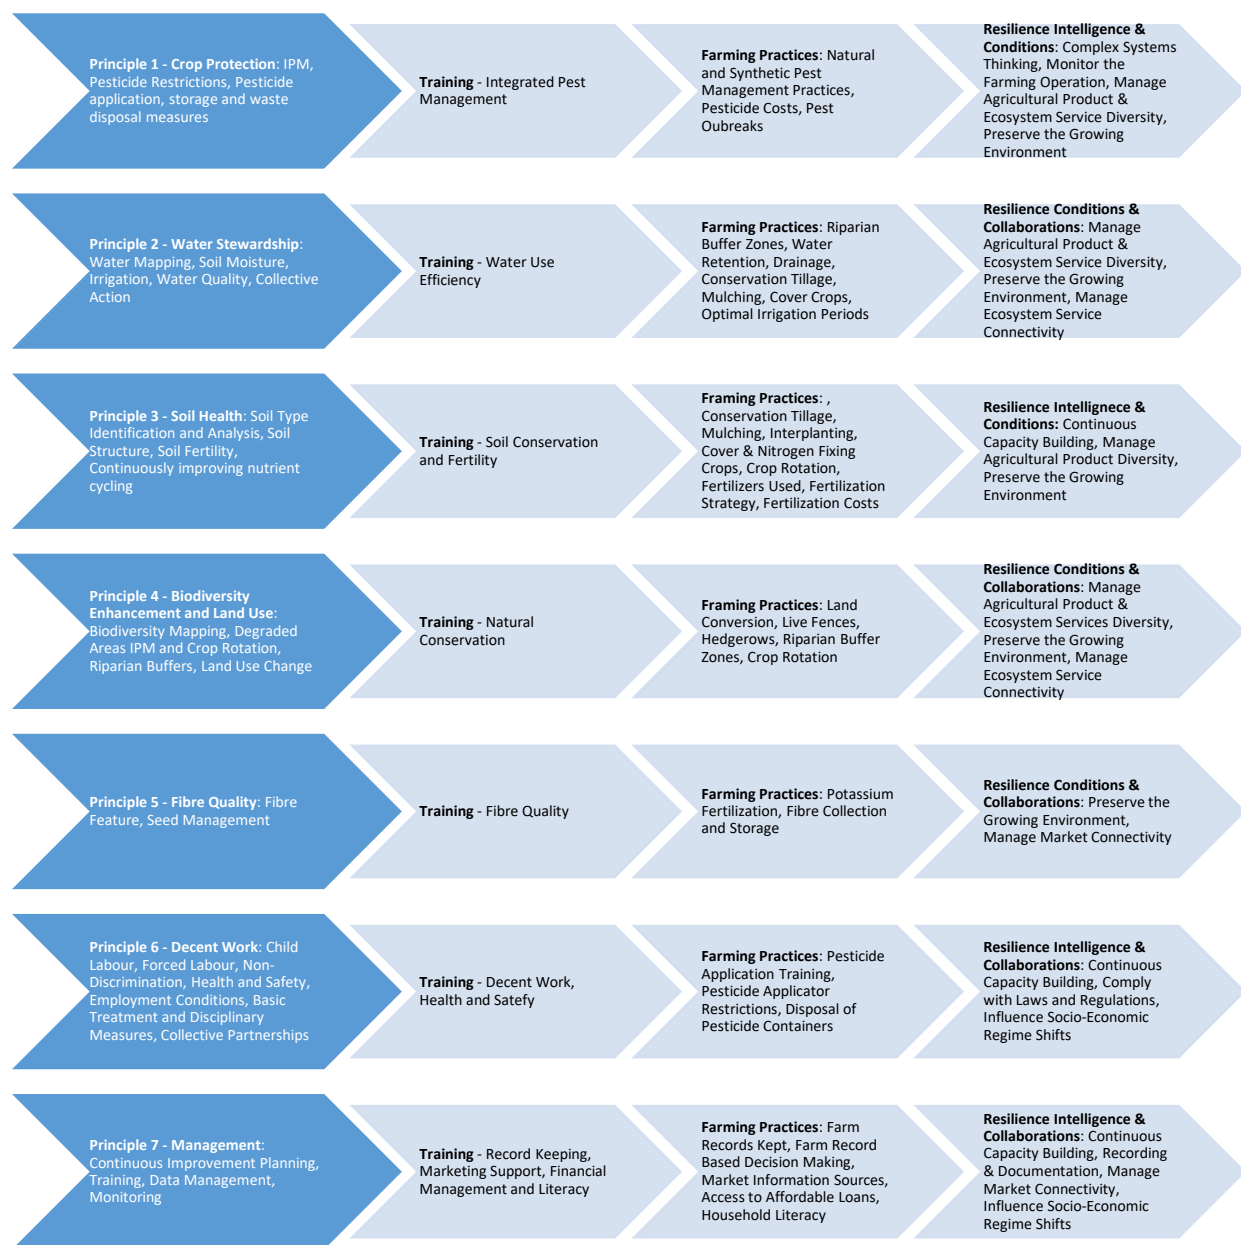 Principle 1 - Crop Protection: IPM,
Pesticide Restrictions, Pesticide
application, storage and waste
disposal measures
Training - Integrated Pest
Management
Farming Practices: Natural
and Synthetic Pest
Management Practices,
Pesticide Costs, Pest
Oubreaks
Resilience Intelligence &
Conditions: Complex Systems
Thinking, Monitor the
Farming Operation, Manage
Agricultural Product &
Ecosystem Service Diversity,
Preserve the Growing
Environment
Principle 2 - Water Stewardship:
Water Mapping, Soil Moisture,
Irrigation, Water Quality, Collective
Action
Training - Water Use
Efficiency
Farming Practices: Riparian
Buffer Zones, Water
Retention, Drainage,
Conservation Tillage,
Mulching, Cover Crops,
Optimal Irrigation Periods
Resilience Conditions &
Collaborations: Manage
Agricultural Product &
Ecosystem Service Diversity,
Preserve the Growing
Environment, Manage
Ecosystem Service
Connectivity
Principle 3 - Soil Health: Soil Type
Identification and Analysis, Soil
Structure, Soil Fertility,
Continuously improving nutrient
cycling
Training - Soil Conservation
and Fertility
Framing Practices: ,
Conservation Tillage,
Mulching, Interplanting,
Cover & Nitrogen Fixing
Crops, Crop Rotation,
Fertilizers Used, Fertilization
Strategy, Fertilization Costs
Resilience Intellignece &
Conditions: Continuous
Capacity Building, Manage
Agricultural Product Diversity,
Preserve the Growing
Environment
Principle 4 - Biodiversity
Enhancement and Land Use:
Biodiversity Mapping, Degraded
Areas IPM and Crop Rotation,
Riparian Buffers, Land Use Change
Training - Natural
Conservation
Framing Practices: Land
Conversion, Live Fences,
Hedgerows, Riparian Buffer
Zones, Crop Rotation
Resilience Conditions &
Collaborations: Manage
Agricultural Product &
Ecosystem Services Diversity,
Preserve the Growing
Environment, Manage
Ecosystem Service
Connectivity
Principle 5 - Fibre Quality: Fibre
Feature, Seed Management
Training - Fibre Quality
Farming Practices: Potassium
Fertilization, Fibre Collection
and Storage
Resilience Conditions &
Collaborations: Preserve the
Growing Environment,
Manage Market Connectivity
Principle 6 - Decent Work: Child
Labour, Forced Labour, Non-
Discrimination, Health and Safety,
Employment Conditions, Basic
Treatment and Disciplinary
Measures, Collective Partnerships
Training - Decent Work,
Health and Satefy
Farming Practices: Pesticide
Application Training,
Pesticide Applicator
Restrictions, Disposal of
Pesticide Containers
Resilience Intelligence &
Collaborations: Continuous
Capacity Building, Comply
with Laws and Regulations,
Influence Socio-Economic
Regime Shifts
Principle 7 - Management:
Continuous Improvement Planning,
Training, Data Management,
Monitoring
Training - Record Keeping,
Marketing Support, Financial
Management and Literacy
Farming Practices: Farm
Records Kept, Farm Record
Based Decision Making,
Market Information Sources,
Access to Affordable Loans,
Household Literacy
Resilience Intelligence &
Collaborations: Continuous
Capacity Building, Recording
& Documentation, Manage
Market Connectivity,
Influence Socio-Economic
Regime Shifts